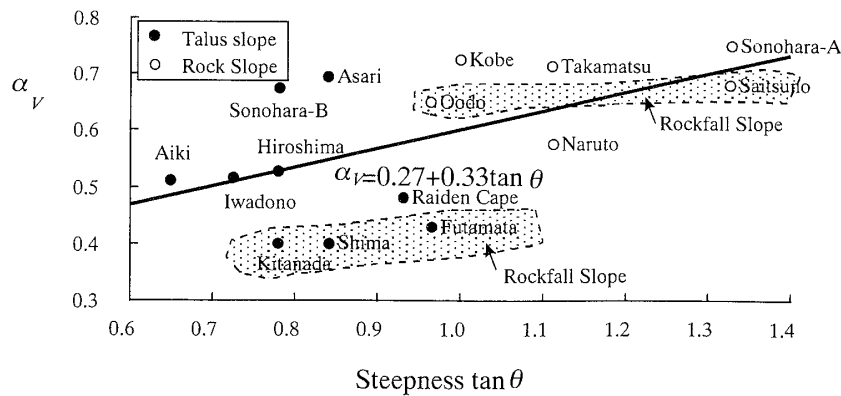 0.8
0.7
0.6
0.5
0.4
0.3
α_V
● Talus slope
○ Rock Slope
Kobe
Takamatsu
Sonohara-A
Asari
Sonohara-B
Oodo
Saitsujio
Rockfall Slope
Aiki
Hiroshima
Naruto
Iwadono
α_V=0.27+0.33tan θ
Raiden Cape
Futamata
Shima
Kitanada
Rockfall Slope
0.6 0.7 0.8 0.9 1.0 1.1 1.2 1.3 1.4
Steepness tan θ